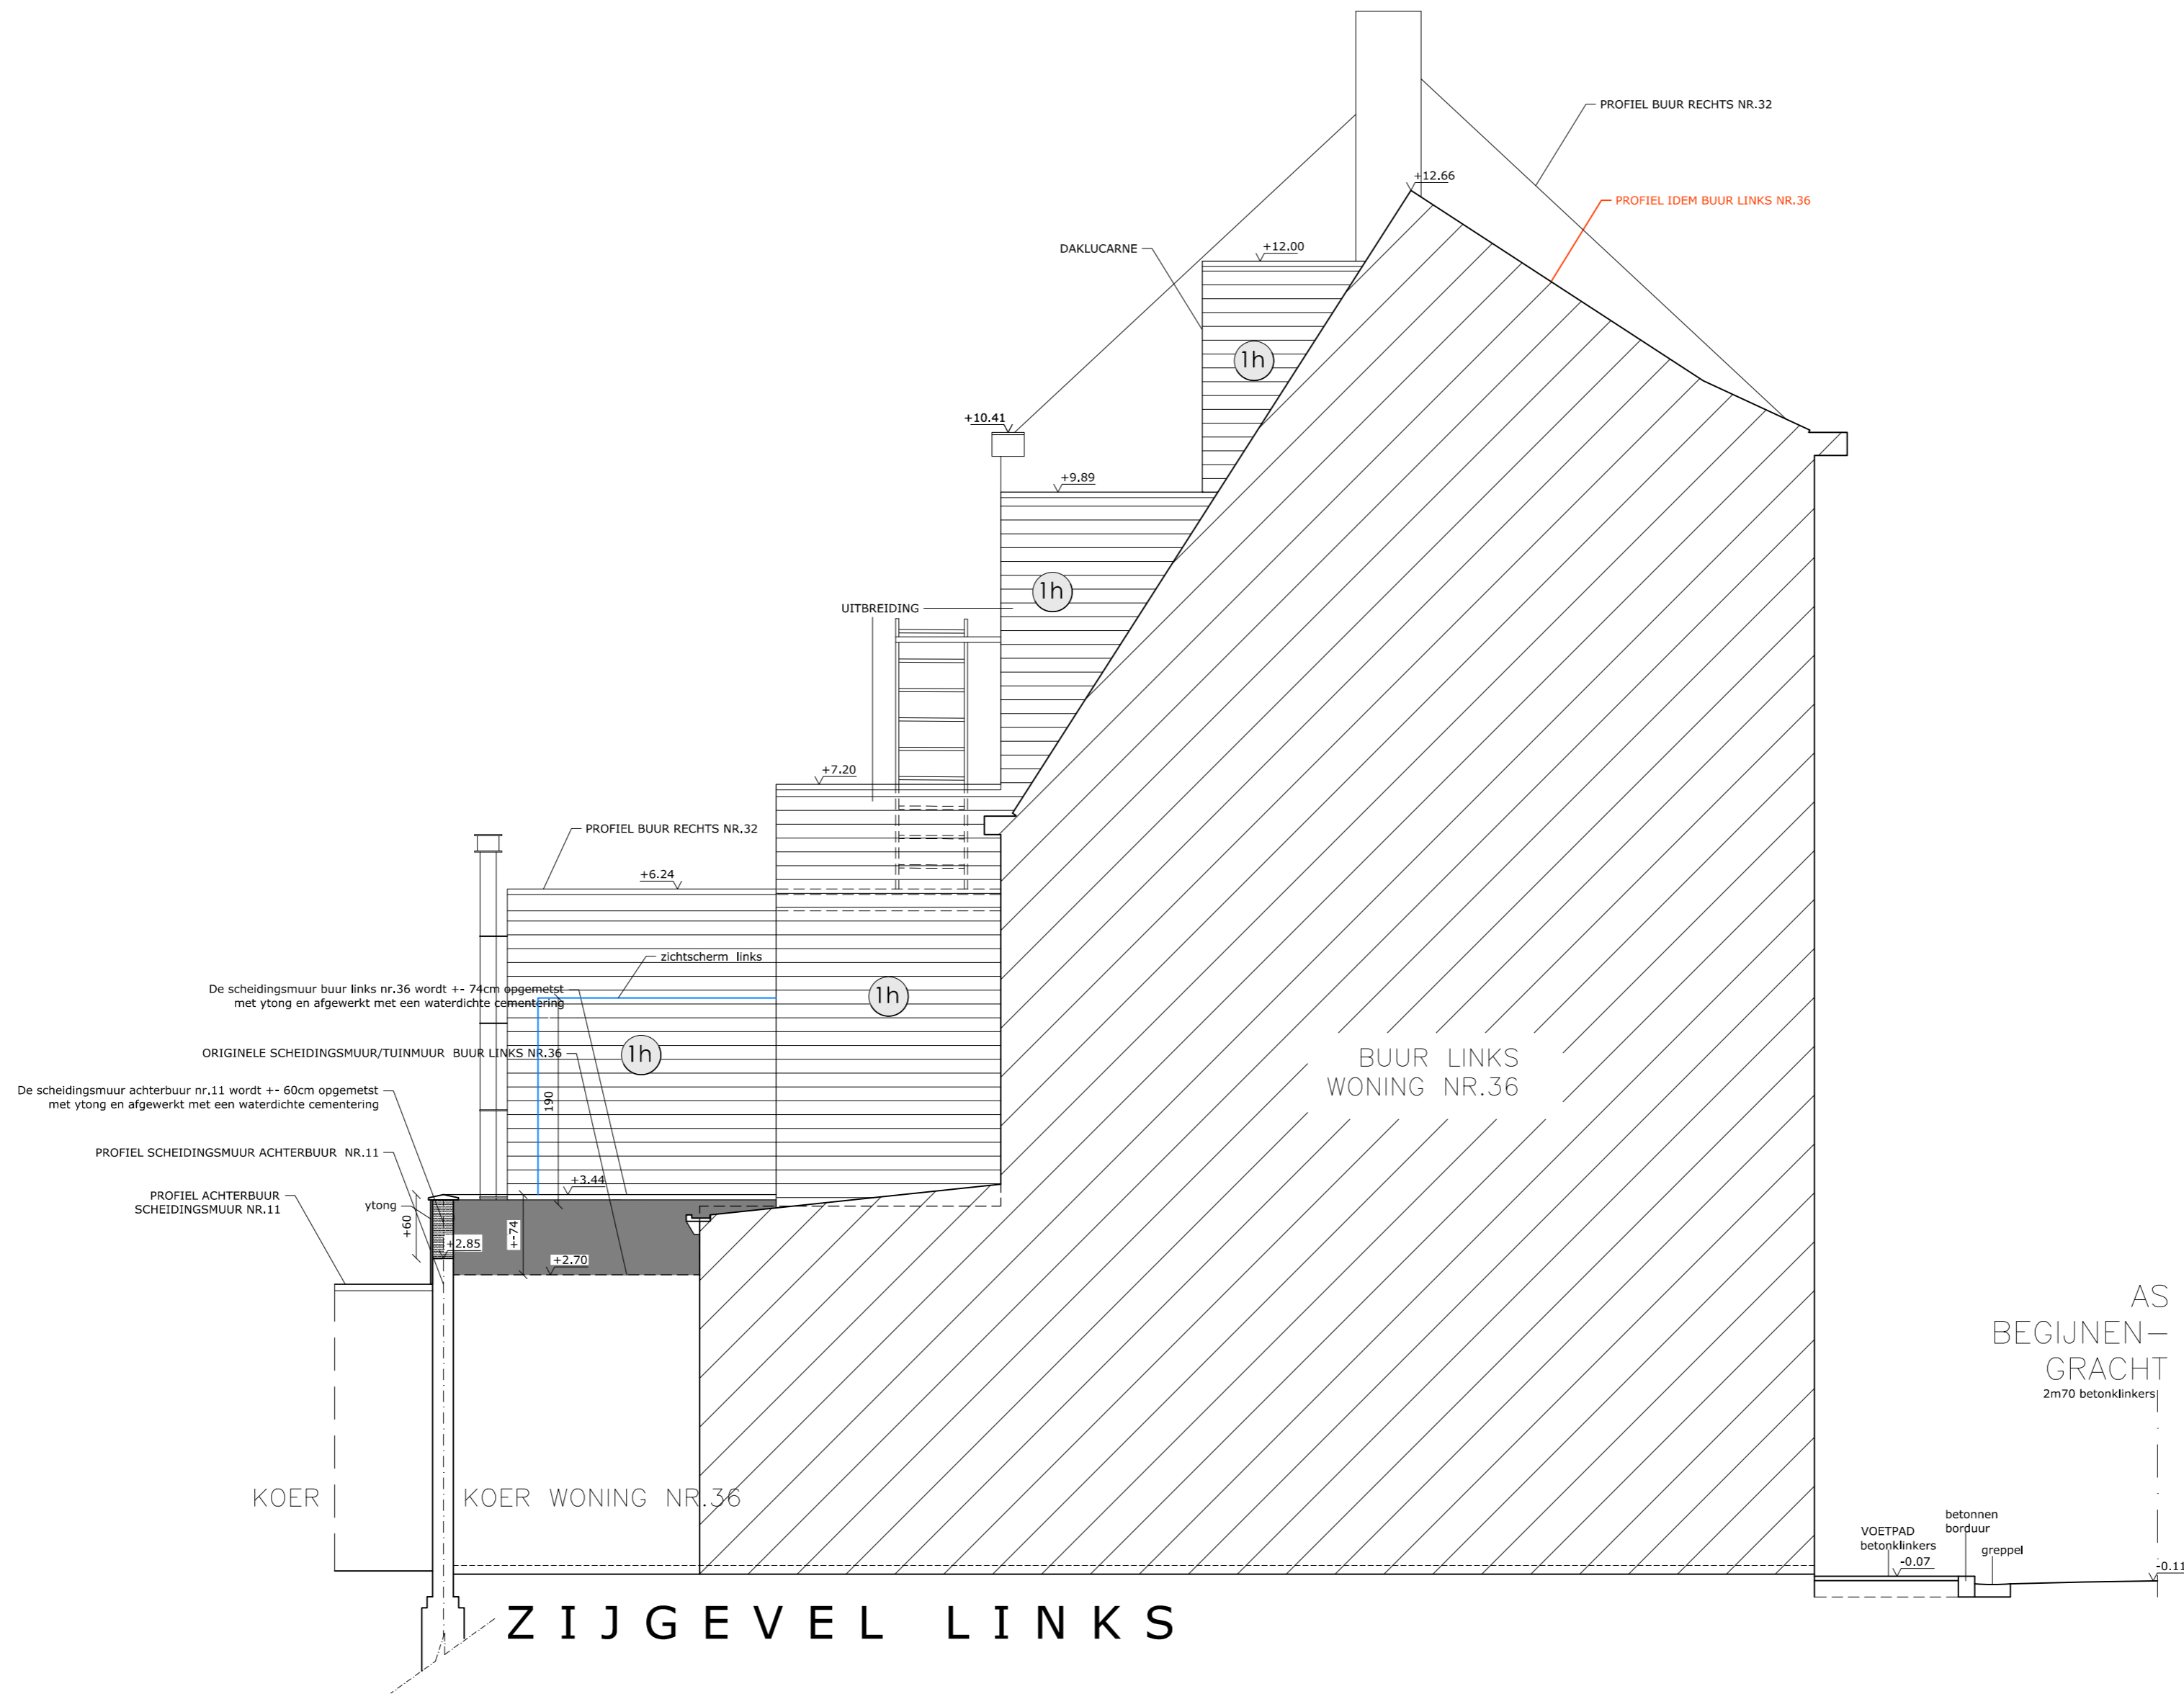 PROFIEL BUUR RECHTS NR.32
+12.66
PROFIEL IDEM BUUR LINKS NR.36
DAKLUCARNE
+12.00
1h
+10.41
+9.89
1h
UITBREIDING
+7.20
PROFIEL BUUR RECHTS NR.32
+6.24
zichtscherm links
De scheidingsmuur buur links nr.36 wordt +- 74cm opgemetst
met ytong en afgewerkt met een waterdichte cementering
1h
ORIGINELE SCHEIDINGSMUUR/TUINMUUR BUUR LINKS NR.36
1h
BUUR LINKS
WONING NR.36
De scheidingsmuur achterbuur nr.11 wordt +- 60cm opgemetst
met ytong en afgewerkt met een waterdichte cementering
190
PROFIEL SCHEIDINGSMUUR ACHTERBUUR NR.11
+3.44
PROFIEL ACHTERBUUR
SCHEIDINGSMUUR NR.11
ytong
+60
+-74
+2.85
+2.70
AS
BEGIJNEN-
GRACHT
2m70 betonklinkers
KOER
KOER WONING NR.36
betonnen
borduur
VOETPAD
betonklinkers
greppel
-0.07
-0.11
ZIJGEVEL LINKS